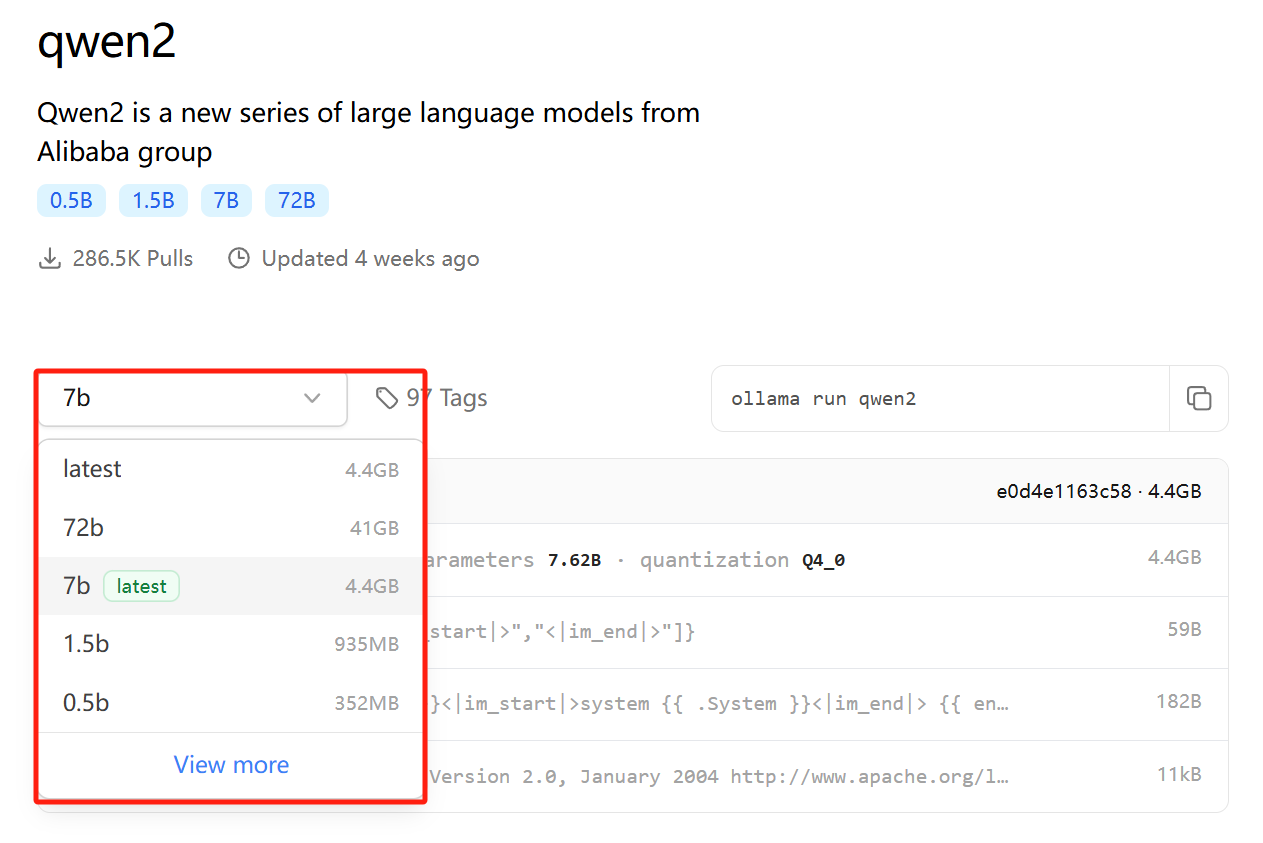 qwen2
Qwen2 is a new series of large language models from
Alibaba group
0.5B 1.5B 7B 72B
286.5K Pulls Updated 4 weeks ago
7b 97 Tags ollama run qwen2
latest 4.4GB
72b 41GB
7b latest 4.4GB
1.5b 935MB
0.5b 352MB
View more
e0d4e1163c58 · 4.4GB
arameters 7.62B · quantization Q4_0 4.4GB
_start|>","<|im_end|>"]} 59B
}<|im_start|>system {{ .System }}<|im_end|> {{ en… 182B
Version 2.0, January 2004 http://www.apache.org/l… 11kB